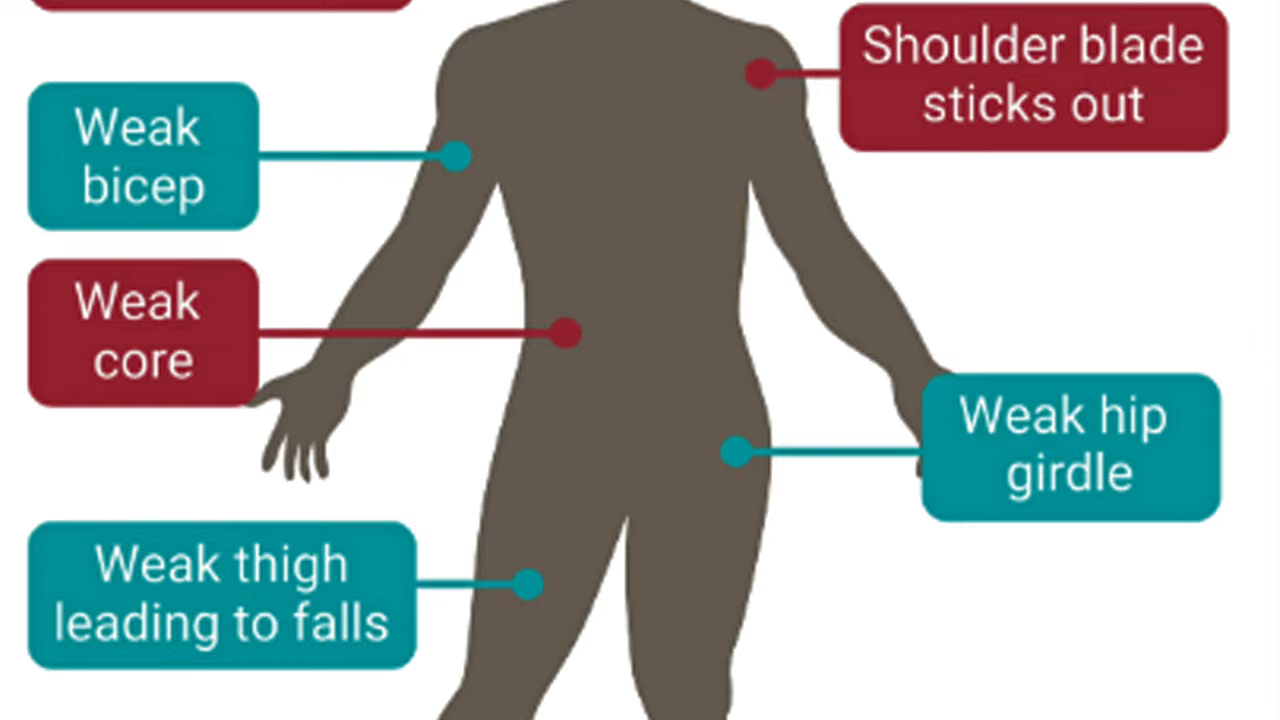 Shoulder blade
sticks out
Weak
bicep
Weak
core
Weak hip
girdle
Weak thigh
leading to falls